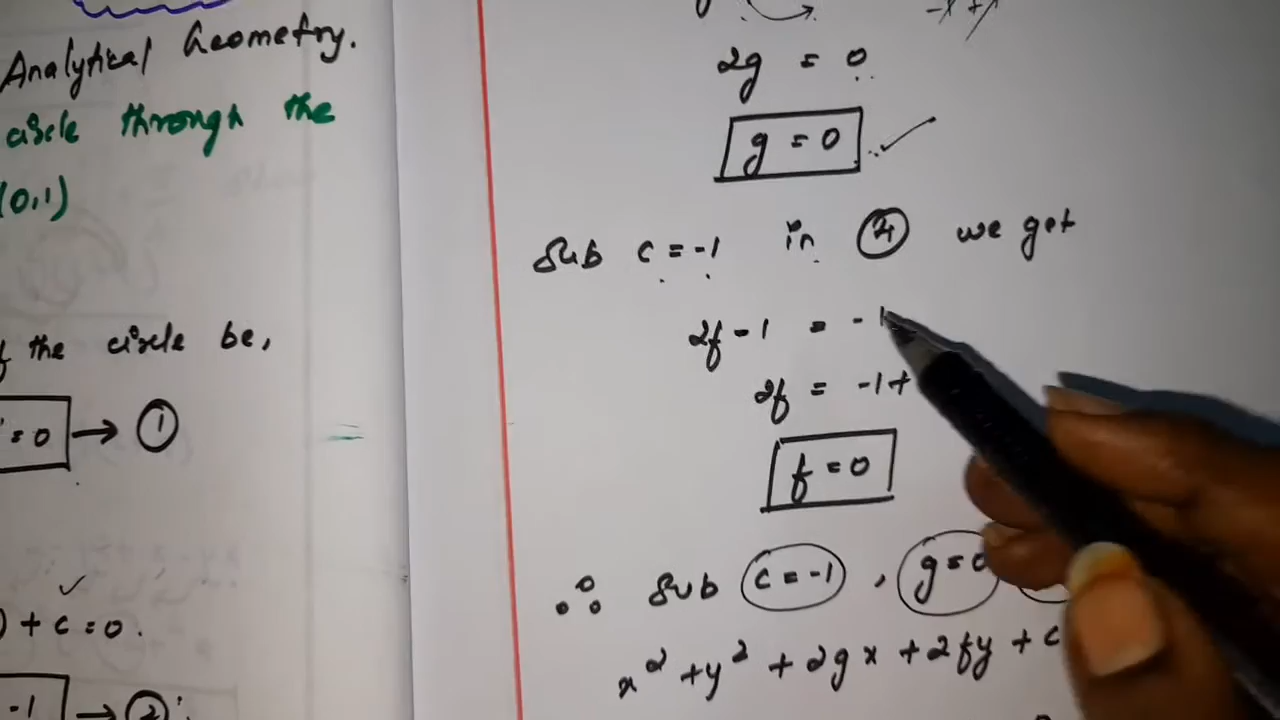 Analytical Geometry.
circle through the
(0,1)
the circle be,
= 0 → ①
) + c = 0.
-1 → ②
2g = 0
g = 0 ✓
Sub c = -1 in ④ we get
2f - 1 = -1
2f = -1 +
f = 0
∴ Sub c = -1 , g = 0
x² + y² + 2gx + 2fy + c